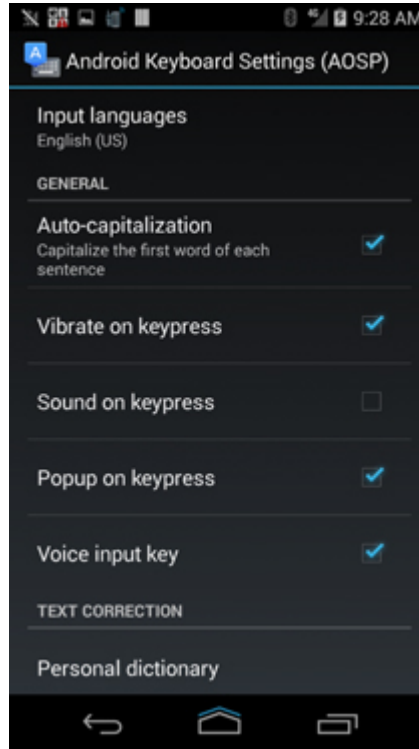 9:28 AM
Android Keyboard Settings (AOSP)
Input languages
English (US)
GENERAL
Auto-capitalization
Capitalize the first word of each
sentence
Vibrate on keypress
Sound on keypress
Popup on keypress
Voice input key
TEXT CORRECTION
Personal dictionary